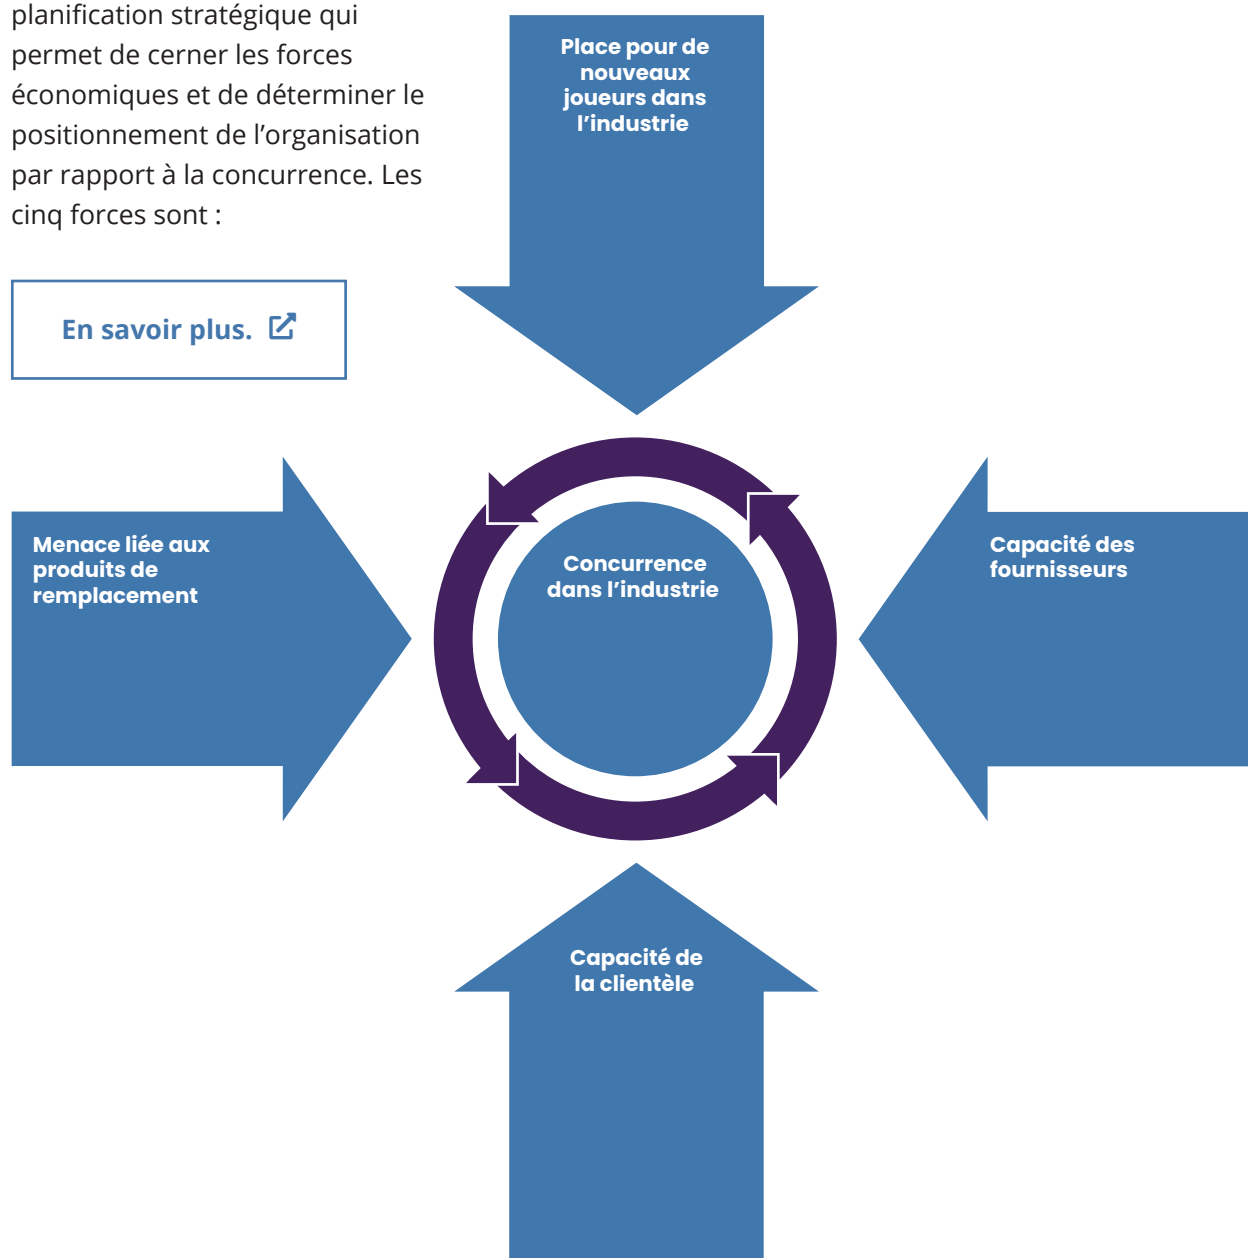 planification stratégique qui
permet de cerner les forces
économiques et de déterminer le
positionnement de l’organisation
par rapport à la concurrence. Les
cinq forces sont :
En savoir plus.
Place pour de
nouveaux
joueurs dans
l’industrie
Menace liée aux
produits de
remplacement
Concurrence
dans l’industrie
Capacité des
fournisseurs
Capacité de
la clientèle